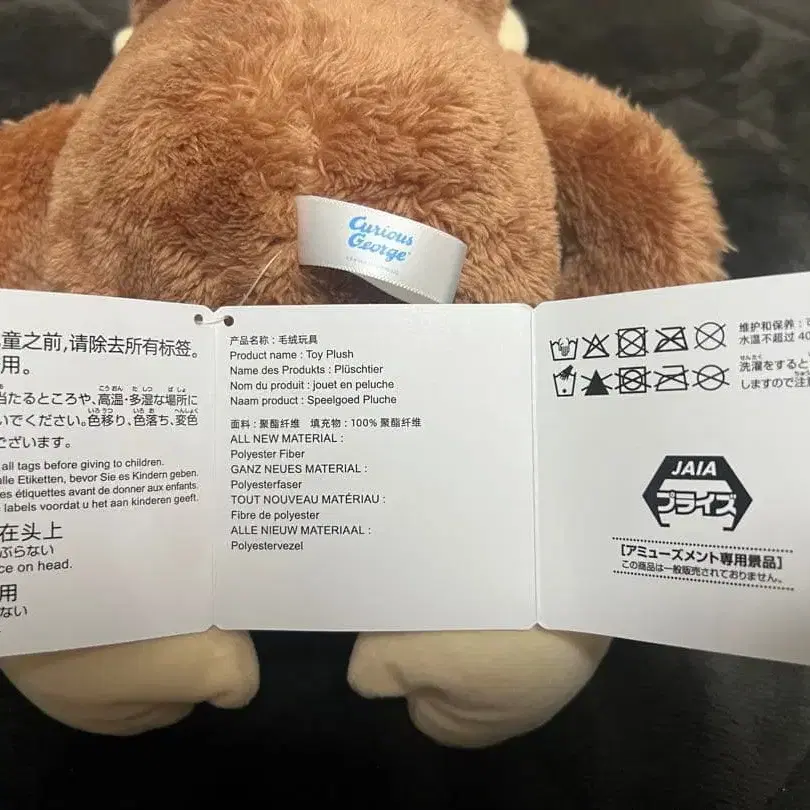 Curious
George
童之前,请除去所有标签。
用。
当たるところや、高温・多湿な場所に
いでください。色移り、色落ち、変色
ございます。
all tags before giving to children.
lle Etiketten, bevor Sie es Kindern geben.
es étiquettes avant de donner aux enfants.
labels voordat u het aan kinderen geeft.
在头上
ぶらない
ce on head.
用
ない
产品名称：毛绒玩具
Product name : Toy Plush
Name des Produkts : Plüschtier
Nom du produit : jouet en peluche
Naam product : Speelgoed Pluche
面料：聚酯纤维 填充物：100% 聚酯纤维
ALL NEW MATERIAL :
Polyester Fiber
GANZ NEUES MATERIAL :
Polyesterfaser
TOUT NOUVEAU MATÉRIAU :
Fibre de polyester
ALLE NIEUW MATERIAAL :
Polyestervezel
维护和保养：
水温不超过 40
洗濯をすると
しますので注意
JAIA
プライズ
[アミューズメント専用景品]
この商品は一般販売されておりません。